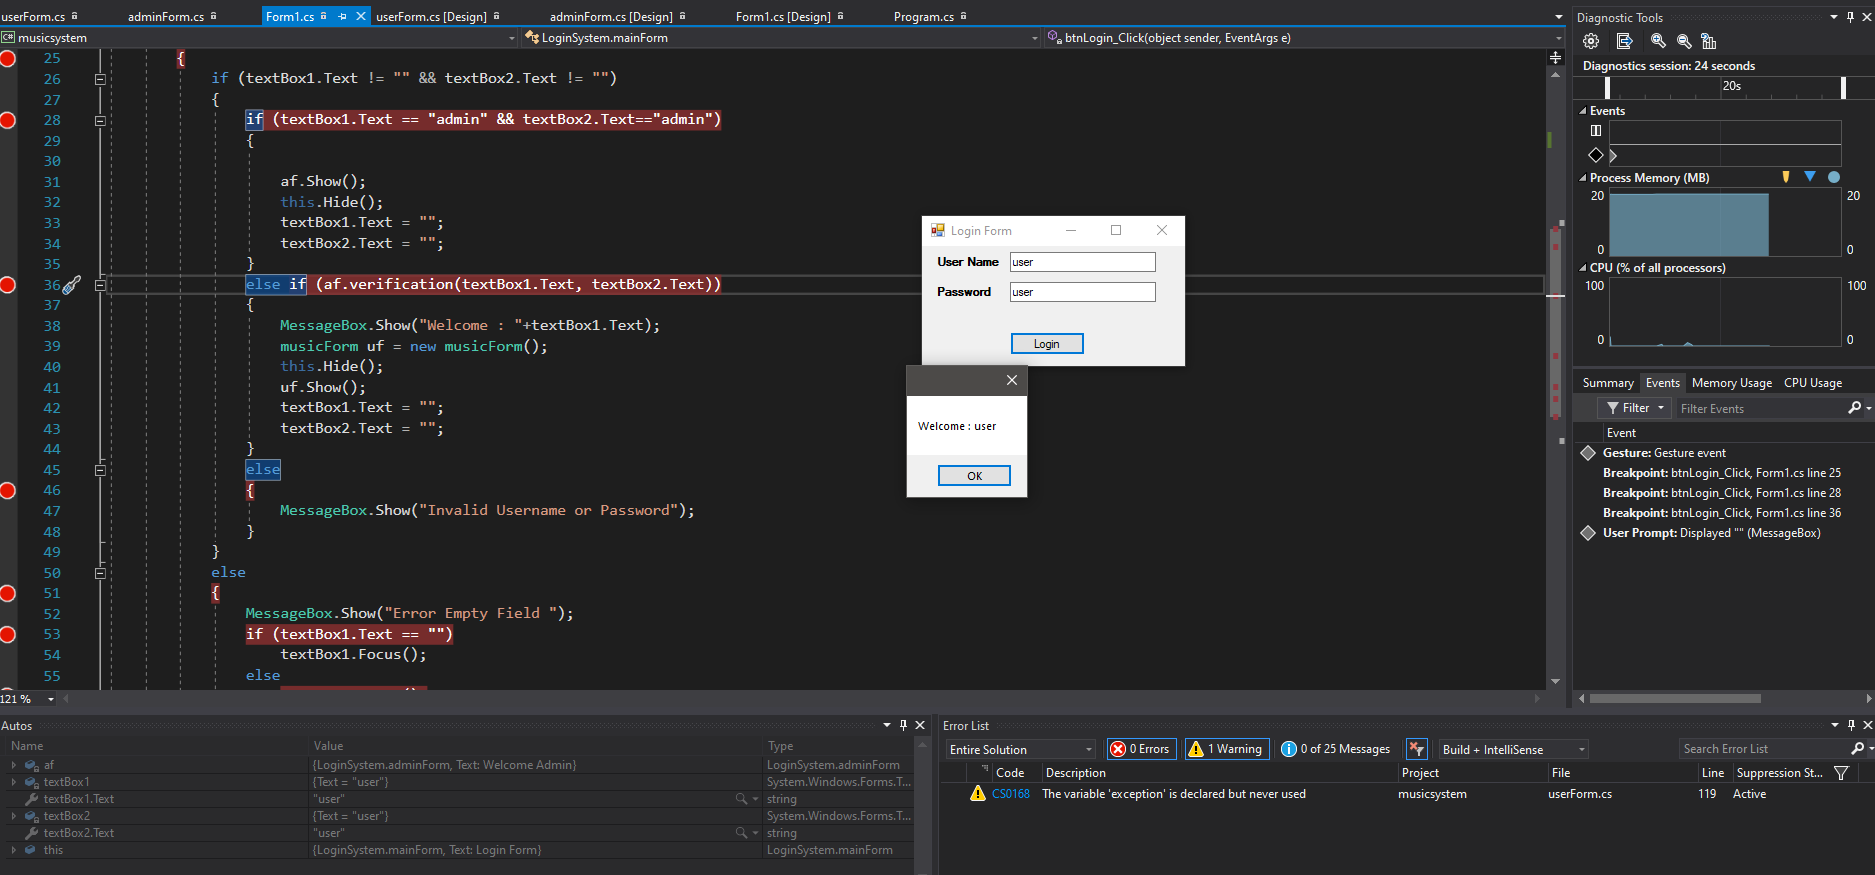 userForm.cs adminForm.cs Form1.cs userForm.cs [Design] adminForm.cs [Design] Form1.cs [Design] Program.cs
C# musicsystem LoginSystem.mainForm btnLogin_Click(object sender, EventArgs e)
25 {
26 if (textBox1.Text != "" && textBox2.Text != "")
27 {
28 if (textBox1.Text == "admin" && textBox2.Text=="admin")
29 {
30
31 af.Show();
32 this.Hide();
33 textBox1.Text = "";
34 textBox2.Text = "";
35 }
36 else if (af.verification(textBox1.Text, textBox2.Text))
37 {
38 MessageBox.Show("Welcome : "+textBox1.Text);
39 musicForm uf = new musicForm();
40 this.Hide();
41 uf.Show();
42 textBox1.Text = "";
43 textBox2.Text = "";
44 }
45 else
46 {
47 MessageBox.Show("Invalid Username or Password");
48 }
49 }
50 else
51 {
52 MessageBox.Show("Error Empty Field ");
53 if (textBox1.Text == "")
54 textBox1.Focus();
55 else
121 %
Login Form
User Name user
Password user
Login
Welcome : user
OK
Diagnostic Tools
Diagnostics session: 24 seconds
20s
Events
Process Memory (MB)
20 20
0 0
CPU (% of all processors)
100 100
0 0
Summary Events Memory Usage CPU Usage
Filter Filter Events
Event
Gesture: Gesture event
Breakpoint: btnLogin_Click, Form1.cs line 25
Breakpoint: btnLogin_Click, Form1.cs line 28
Breakpoint: btnLogin_Click, Form1.cs line 36
User Prompt: Displayed "" (MessageBox)
Autos
Name Value Type
af {LoginSystem.adminForm, Text: Welcome Admin} LoginSystem.adminForm
textBox1 {Text = "user"} System.Windows.Forms.T...
textBox1.Text "user" string
textBox2 {Text = "user"} System.Windows.Forms.T...
textBox2.Text "user" string
this {LoginSystem.mainForm, Text: Login Form} LoginSystem.mainForm
Error List
Entire Solution 0 Errors 1 Warning 0 of 25 Messages Build + IntelliSense Search Error List
Code Description Project File Line Suppression St...
CS0168 The variable 'exception' is declared but never used musicsystem userForm.cs 119 Active